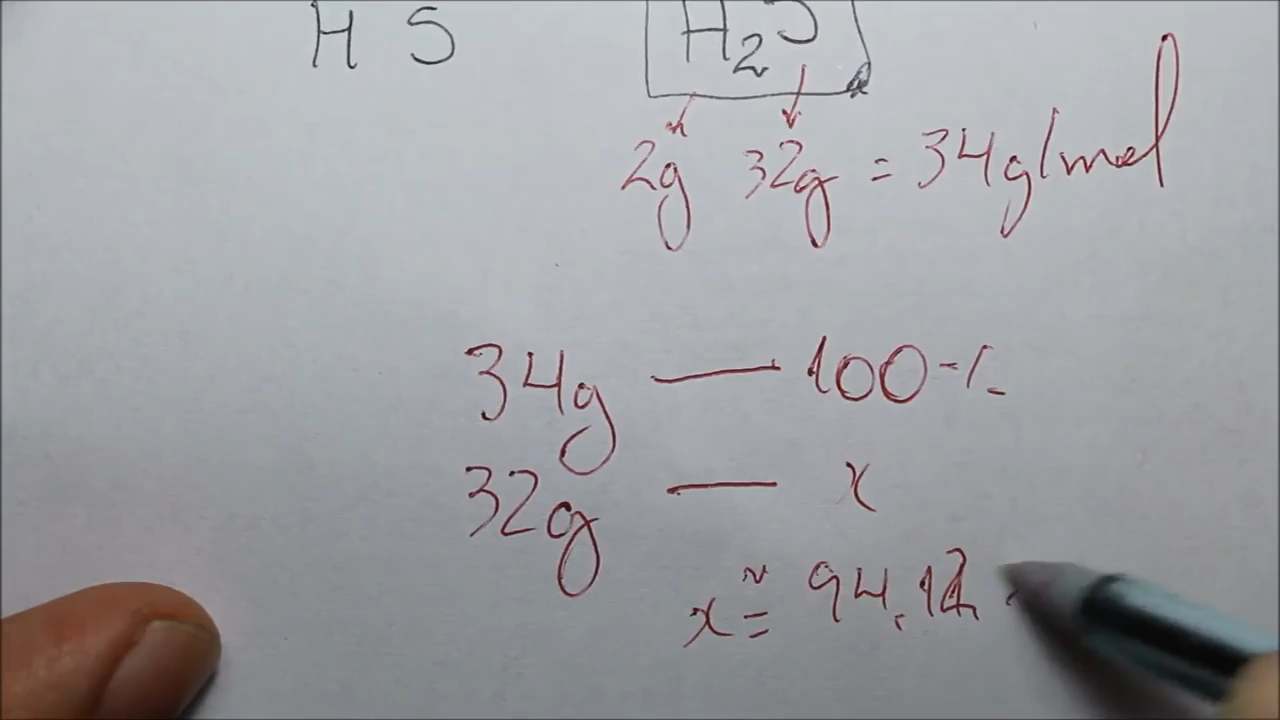 H S H₂S
2g 32g = 34g/mol
34g — 100%
32g — x
x ≅ 94.12